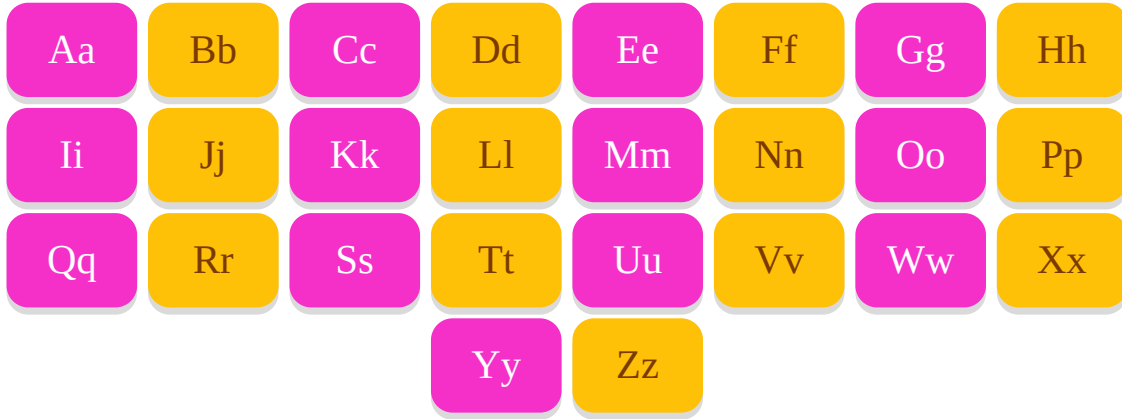 Aa Bb Cc Dd Ee Ff Gg Hh
Ii Jj Kk Ll Mm Nn Oo Pp
Qq Rr Ss Tt Uu Vv Ww Xx
Yy Zz